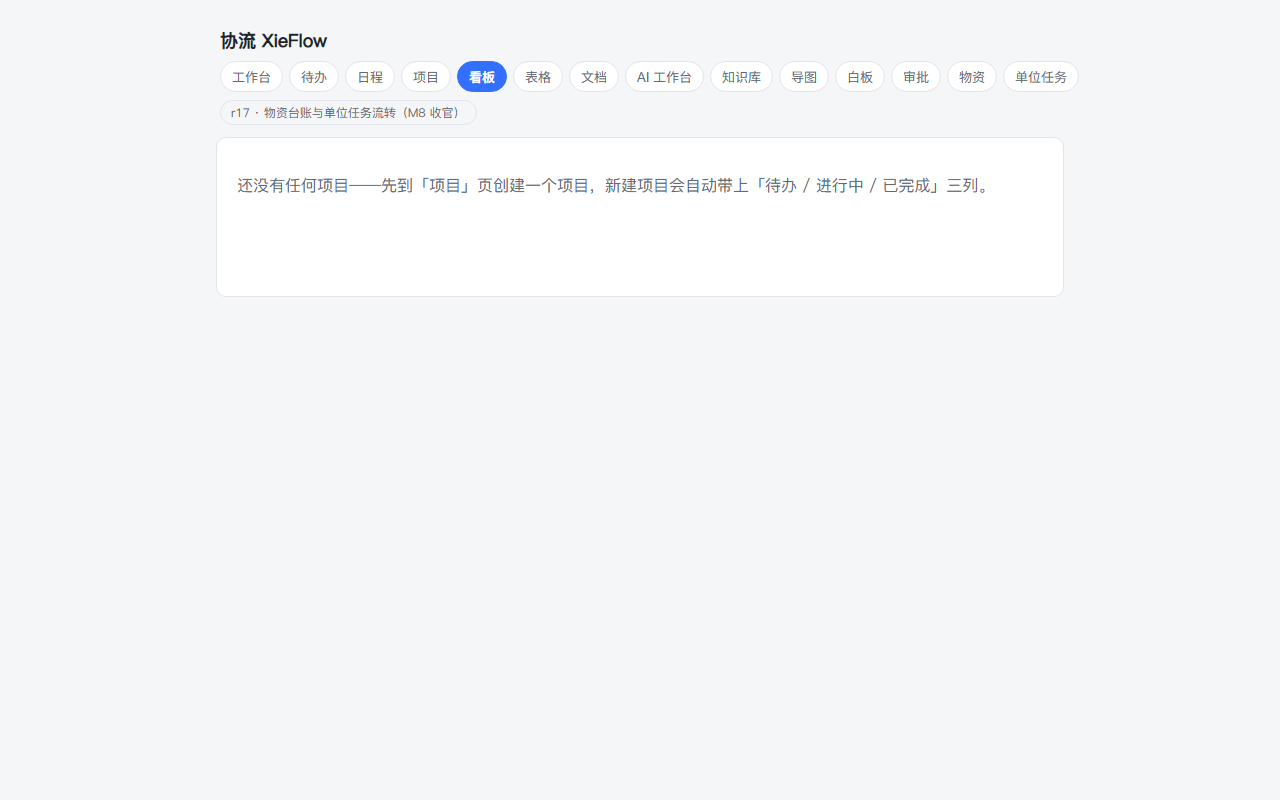 协流 XieFlow
工作台 待办 日程 项目 看板 表格 文档 AI 工作台 知识库 导图 白板 审批 物资 单位任务
r17 · 物资台账与单位任务流转（M8 收官）
还没有任何项目——先到「项目」页创建一个项目，新建项目会自动带上「待办 / 进行中 / 已完成」三列。